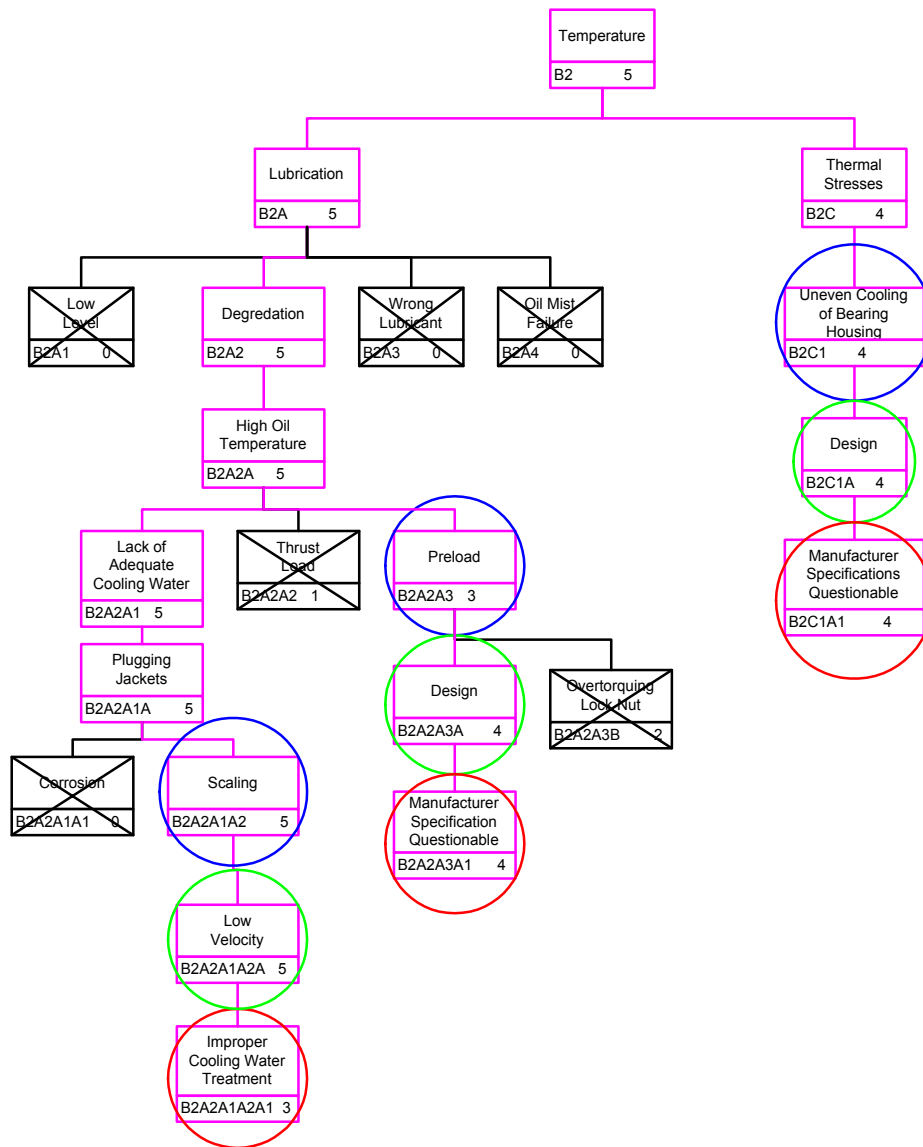 Temperature
B2 5
Lubrication
B2A 5
Thermal
Stresses
B2C 4
Low
Level
B2A1 0
Degredation
B2A2 5
Wrong
Lubricant
B2A3 0
Oil Mist
Failure
B2A4 0
Uneven Cooling
of Bearing
Housing
B2C1 4
High Oil
Temperature
B2A2A 5
Design
B2C1A 4
Lack of
Adequate
Cooling Water
B2A2A1 5
Thrust
Load
B2A2A2 1
Preload
B2A2A3 3
Manufacturer
Specifications
Questionable
B2C1A1 4
Plugging
Jackets
B2A2A1A 5
Design
B2A2A3A 4
Overtorquing
Lock Nut
B2A2A3B 2
Corrosion
B2A2A1A1 0
Scaling
B2A2A1A2 5
Manufacturer
Specification
Questionable
B2A2A3A1 4
Low
Velocity
B2A2A1A2A 5
Improper
Cooling Water
Treatment
B2A2A1A2A1 3